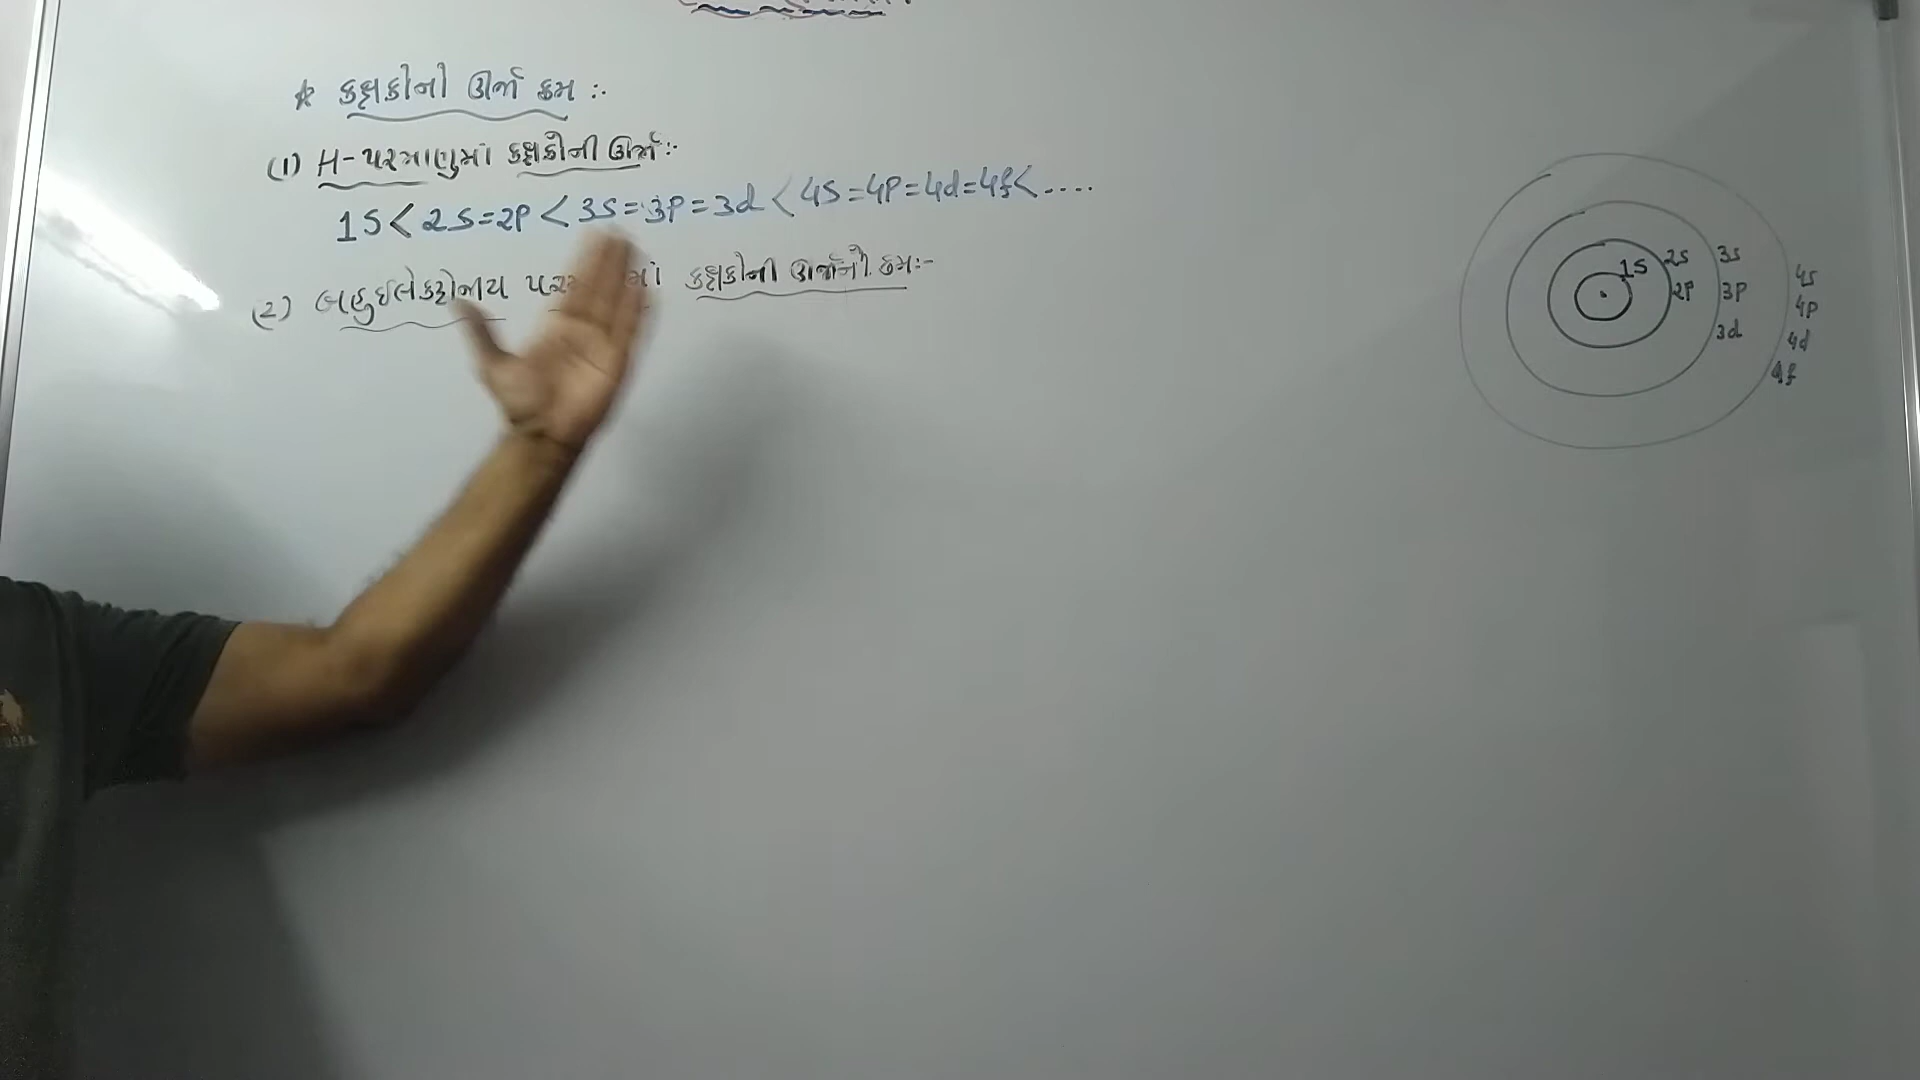 * કક્ષકોનો ઊર્જા ક્રમ :-
(1) H-પરમાણુમાં કક્ષકોની ઊર્જા:-
1S < 2S = 2P < 3S = 3P = 3d < 4S = 4P = 4d = 4f < ....
(2) બહુઇલેક્ટ્રોનીય કક્ષકોની ઊર્જાનો ક્રમ:-
1S 2S 3S 4S
2P 3P 4P
3d 4d
4f